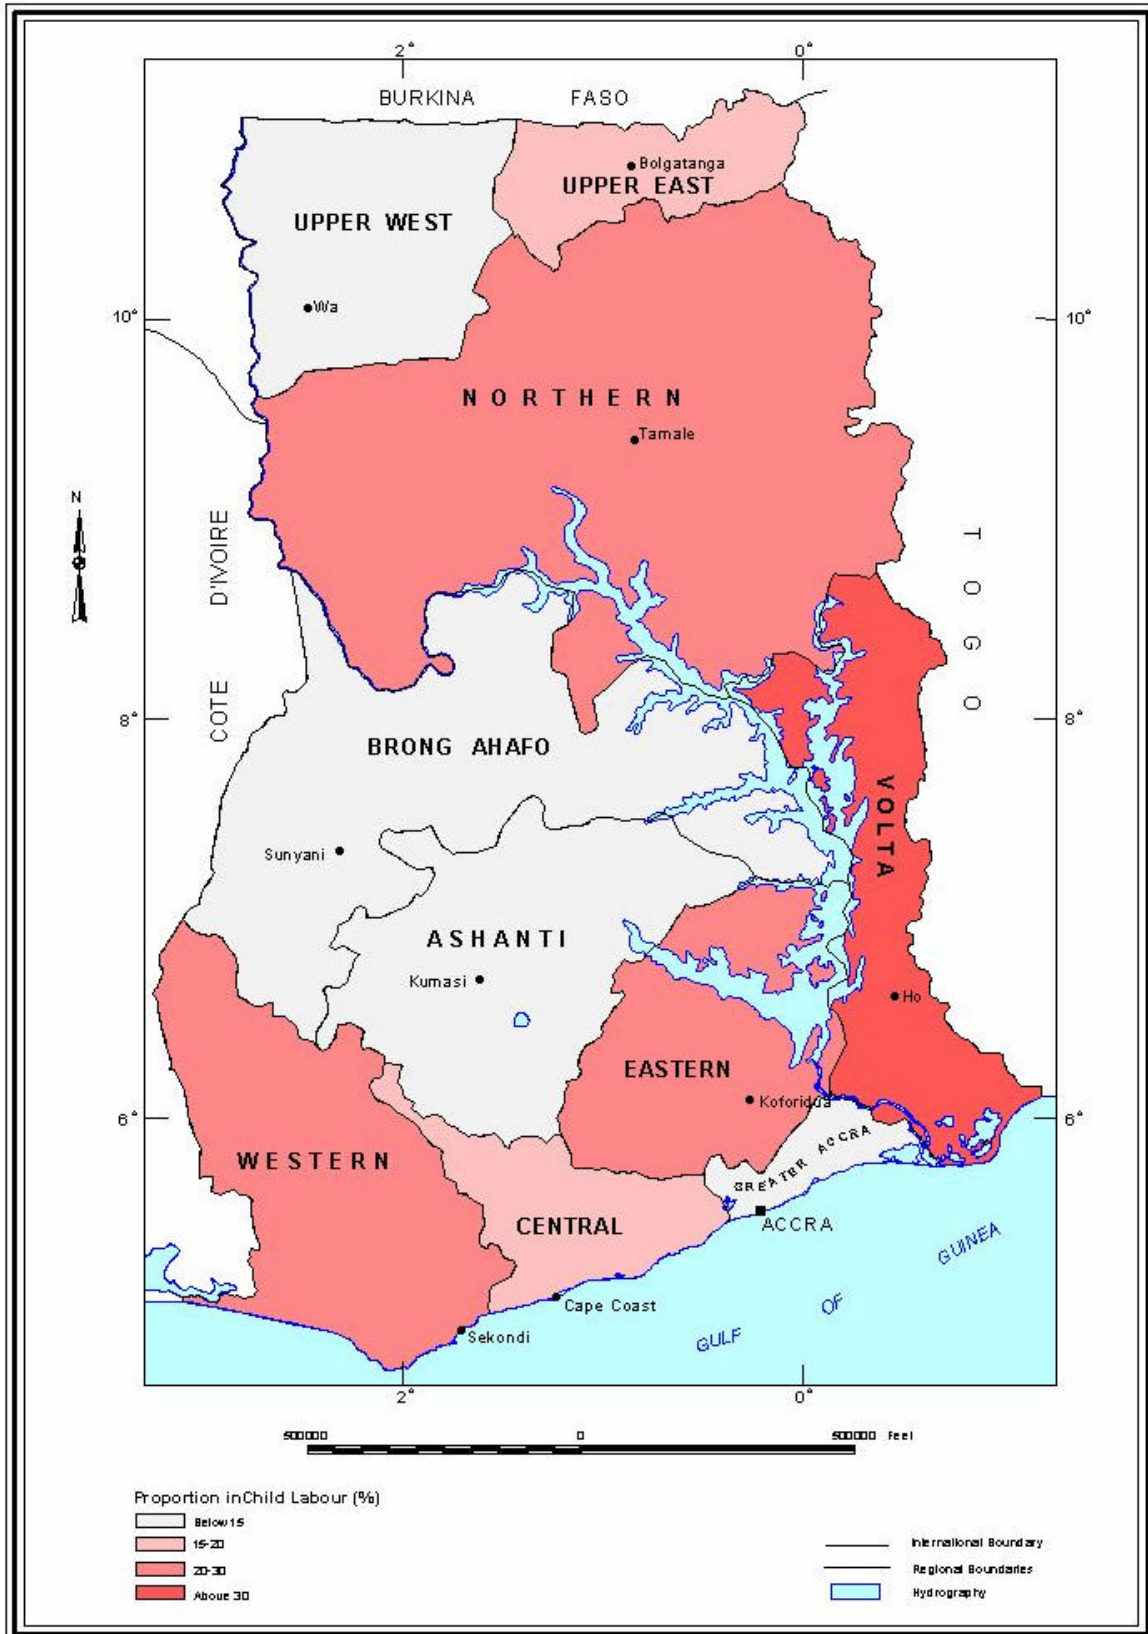 2° 0°
BURKINA FASO
Bolgatanga
UPPER EAST
UPPER WEST
Wa
10° 10°
NORTHERN
Tamale
N
D'IVOIRE
COTE
TOGO
8° 8°
BRONG AHAFO
VOLTA
Sunyani
ASHANTI
Kumasi
Ho
EASTERN
Koforidua
6° 6°
WESTERN
GREATER ACCRA
CENTRAL
ACCRA
GULF OF GUINEA
Cape Coast
Sekondi
2° 0°
500000 0 500000 Feet
Proportion in Child Labour (%)
Below 15
15-20
20-30
Above 30
International Boundary
Regional Boundaries
Hydrography